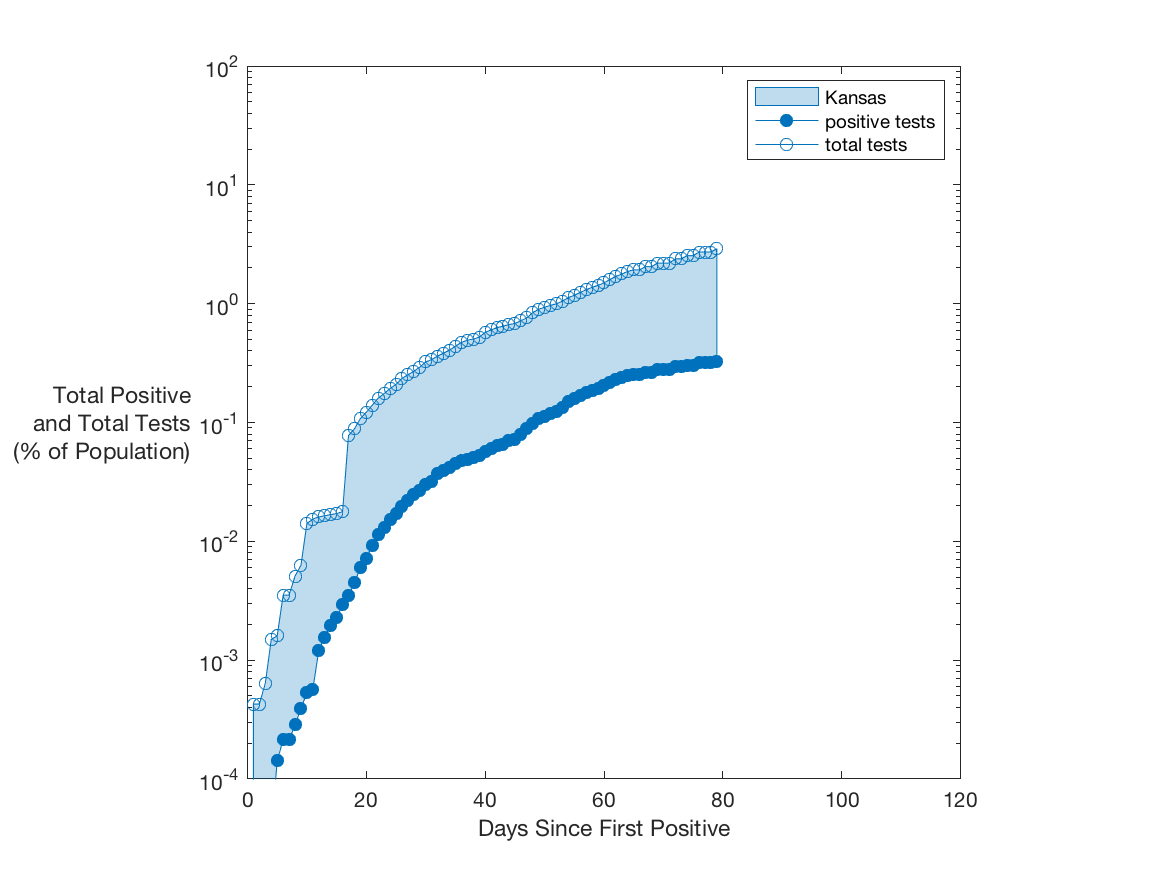 10^2
10^1
10^0
10^-1
10^-2
10^-3
10^-4
Total Positive
and Total Tests
(% of Population)
Kansas
positive tests
total tests
0 20 40 60 80 100 120
Days Since First Positive